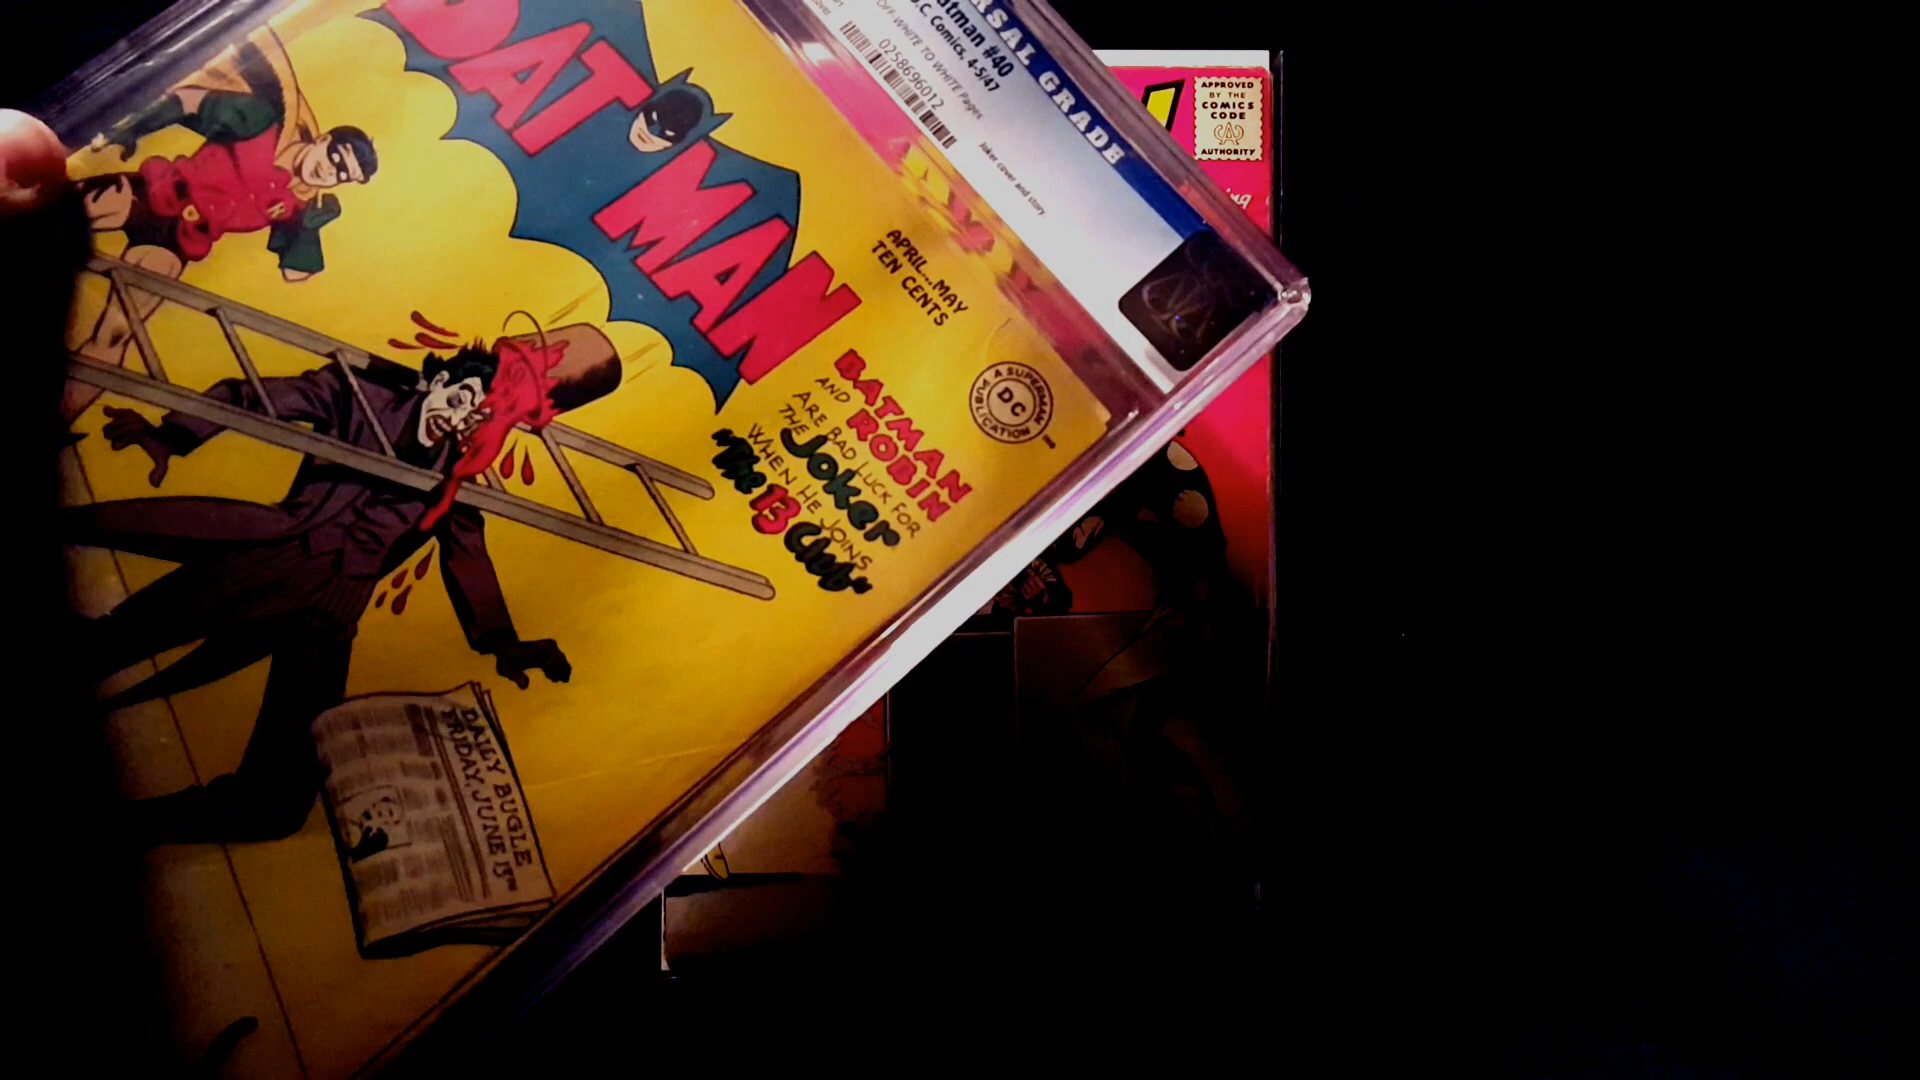 BATMAN
RSAL GRADE
atman #40
D.C. Comics, 4-5/47
OFF-WHITE TO WHITE Pages
0258696012
Joker cover and story
APRIL...MAY
TEN CENTS
A SUPERMAN
DC
PUBLICATION
BATMAN
AND ROBIN
ARE BAD LUCK FOR
THE JOKER
WHEN HE JOINS
"The 13 Club"
DAILY BUGLE
FRIDAY, JUNE 13TH
R
APPROVED
BY THE
COMICS
CODE
AUTHORITY